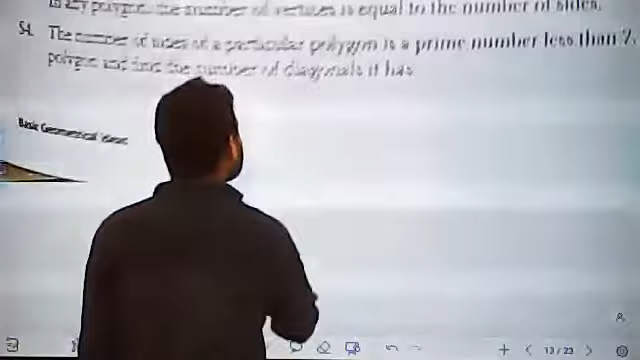 In any polygon, the number of vertices is equal to the number of sides.
54. The number of sides of a particular polygon is a prime number less than 7.
polygon and find the number of diagonals it has
Basic Geometrical Ideas
13/23